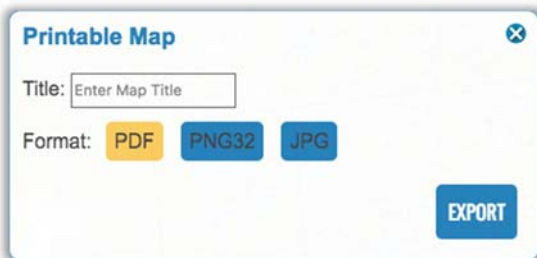 Printable Map
Title: Enter Map Title
Format: PDF PNG32 JPG
EXPORT